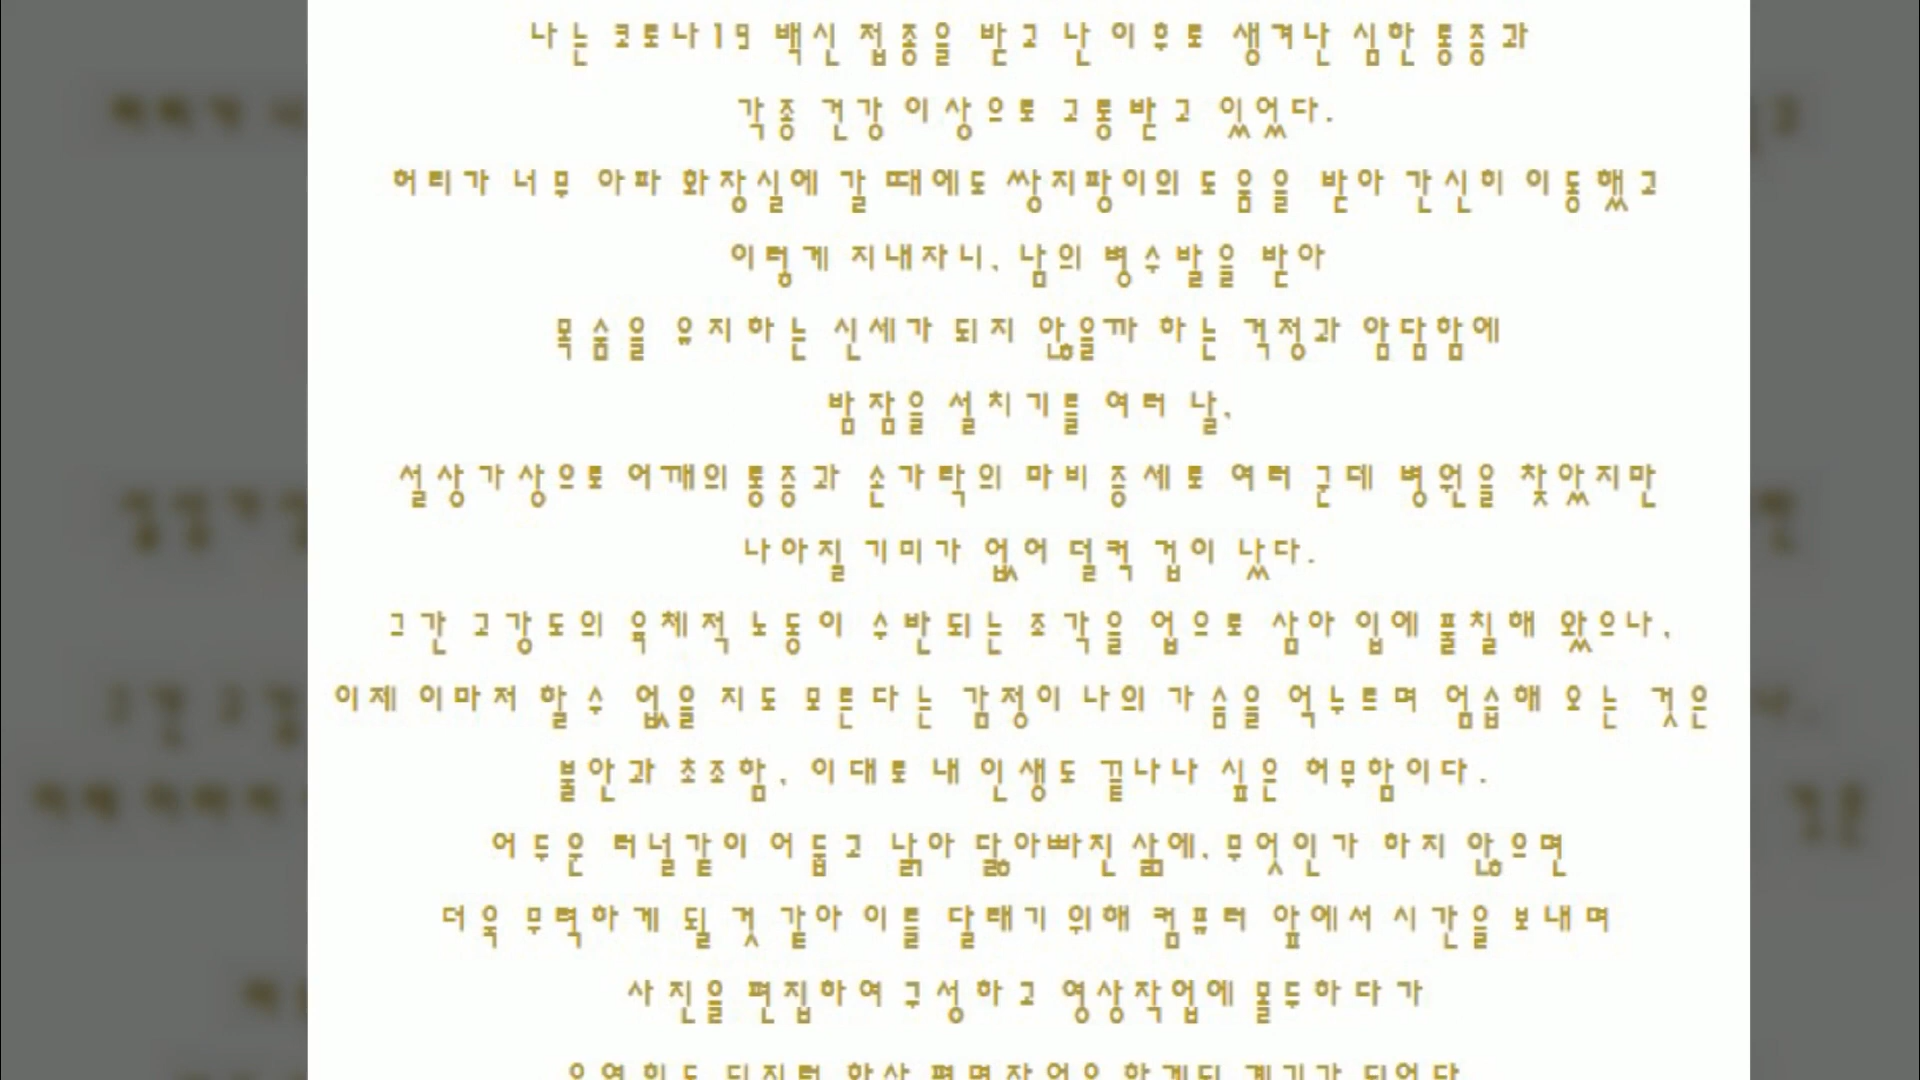 나는 코로나19 백신 접종을 받고 난 이후로 생겨난 심한 통증과
각종 건강 이상으로 고통받고 있었다.
허리가 너무 아파 화장실에 갈 때에도 쌍지팡이의 도움을 받아 간신히 이동했고
이렇게 지내자니, 남의 병수발을 받아
목숨을 유지하는 신세가 되지 않을까 하는 걱정과 암담함에
밤잠을 설치기를 여러 날,
설상가상으로 어깨의 통증과 손가락의 마비 증세로 여러 군데 병원을 찾았지만
나아질 기미가 없어 덜컥 겁이 났다.
그간 고강도의 육체적 노동이 수반되는 조각을 업으로 삼아 입에 풀칠해 왔으나,
이제 이마저 할 수 없을 지도 모른다는 감정이 나의 가슴을 억누르며 엄습해 오는 것은
불안과 초조함, 이대로 내 인생도 끝나나 싶은 허무함이다.
어두운 터널같이 어둡고 낡아 닳아빠진 삶에, 무엇인가 하지 않으면
더욱 무력하게 될 것 같아 이를 달래기 위해 컴퓨터 앞에서 시간을 보내며
사진을 편집하여 구성하고 영상작업에 몰두하다가